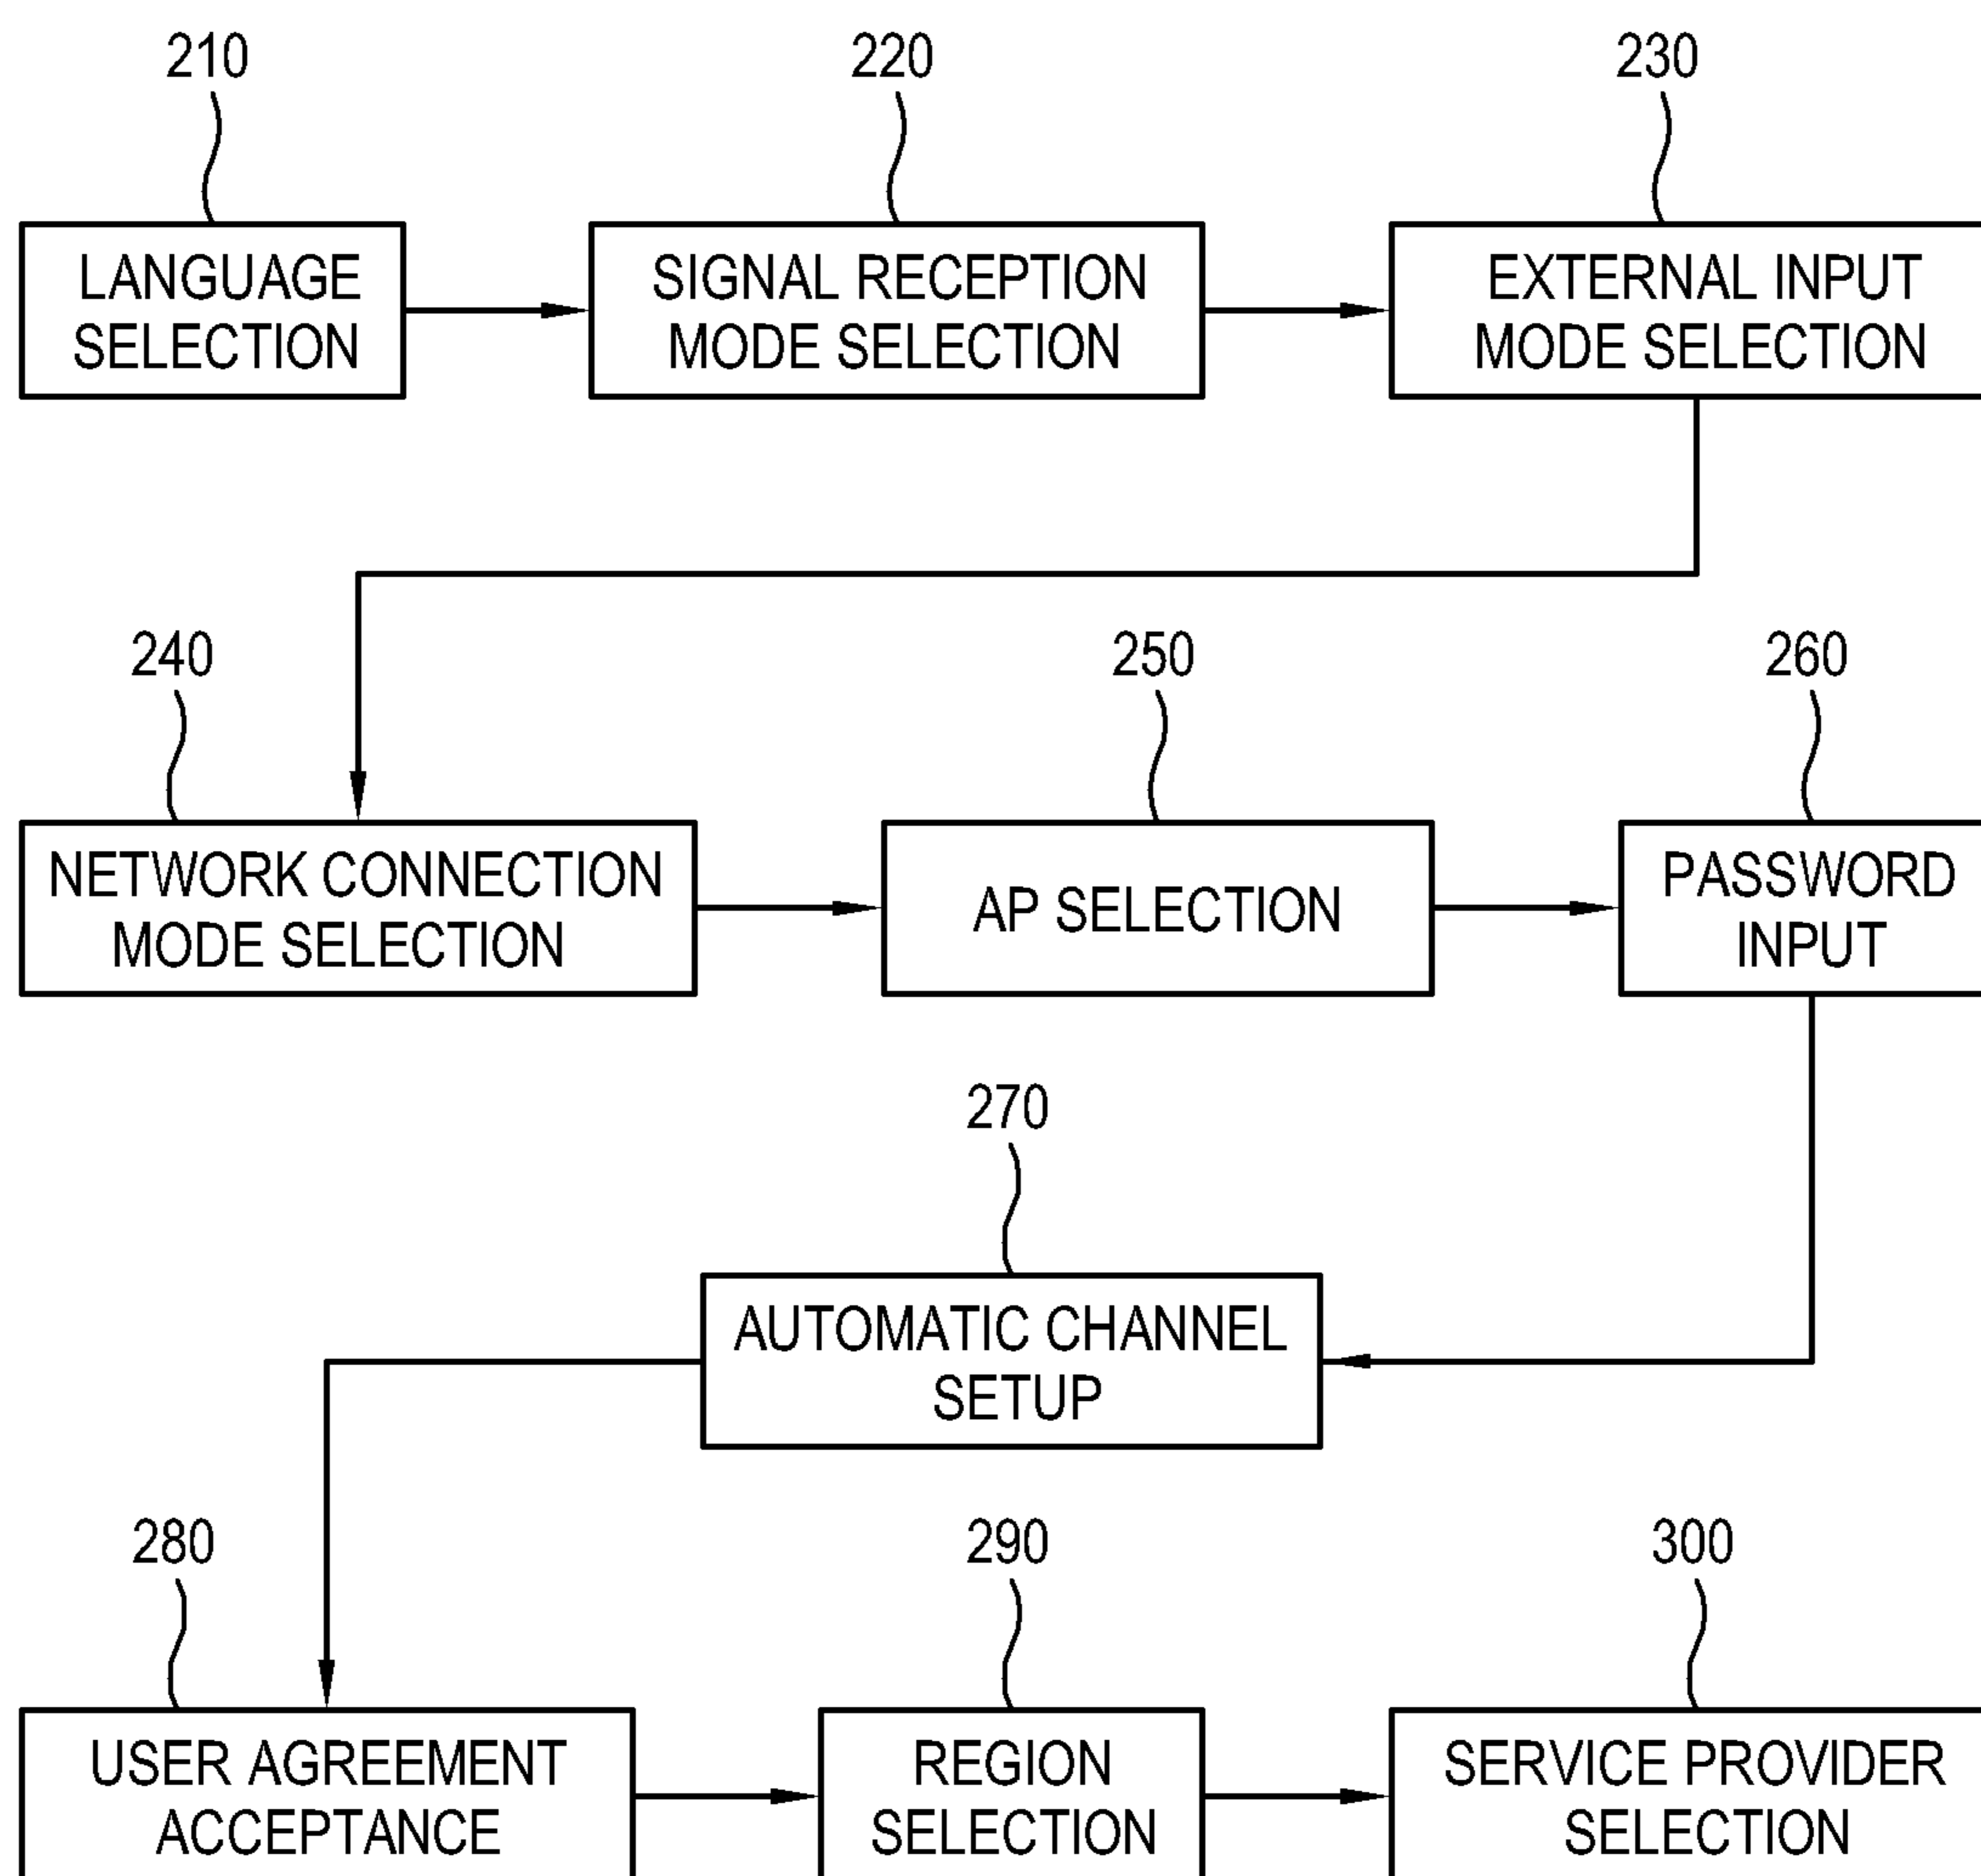 210
220
230
LANGUAGE
SELECTION
SIGNAL RECEPTION
MODE SELECTION
EXTERNAL INPUT
MODE SELECTION
240
250
260
NETWORK CONNECTION
MODE SELECTION
AP SELECTION
PASSWORD
INPUT
270
AUTOMATIC CHANNEL
SETUP
280
290
300
USER AGREEMENT
ACCEPTANCE
REGION
SELECTION
SERVICE PROVIDER
SELECTION